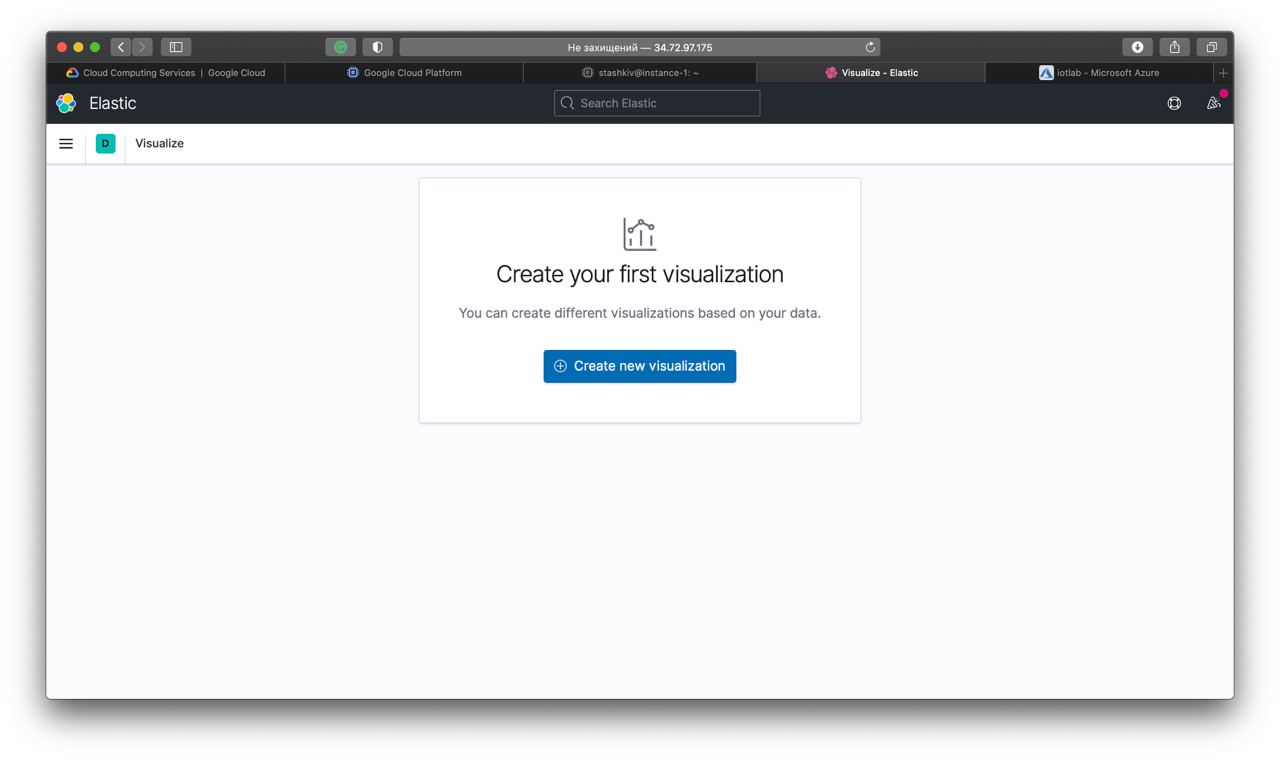 Не захищений — 34.72.97.175
Cloud Computing Services | Google Cloud
Google Cloud Platform
stashkiv@instance-1: ~
Visualize - Elastic
iotlab - Microsoft Azure
Elastic
Search Elastic
D
Visualize
Create your first visualization
You can create different visualizations based on your data.
Create new visualization